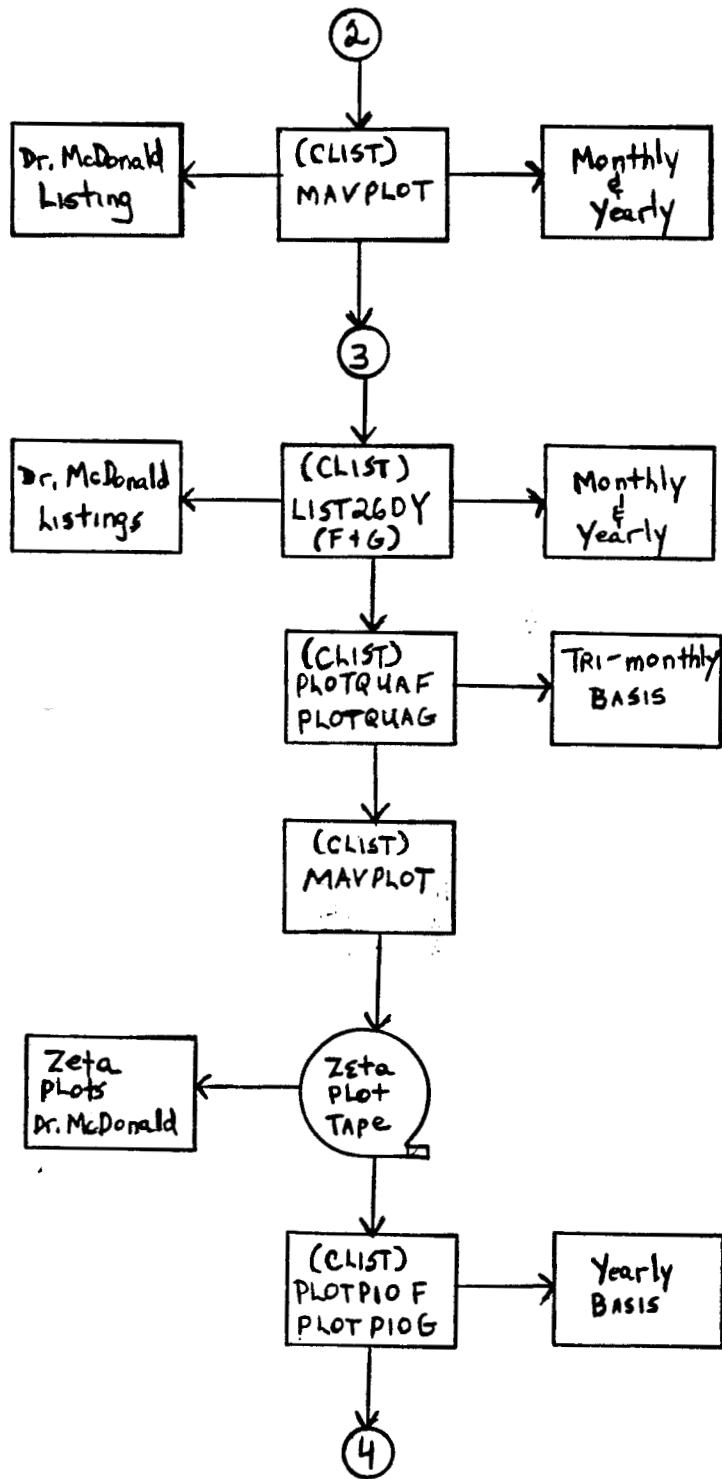 2
Dr. McDonald
Listing
(CLIST)
MAVPLOT
Monthly
&
Yearly
3
Dr. McDonald
Listings
(CLIST)
LIST26DY
(F+G)
Monthly
&
Yearly
(CLIST)
PLOTQUAF
PLOTQUAG
TRI-monthly
BASIS
(CLIST)
MAVPLOT
Zeta
PLOTS
Dr. McDonald
Zeta
PLOT
TAPe
(CLIST)
PLOTPIOF
PLOTPIOG
Yearly
BASIS
4